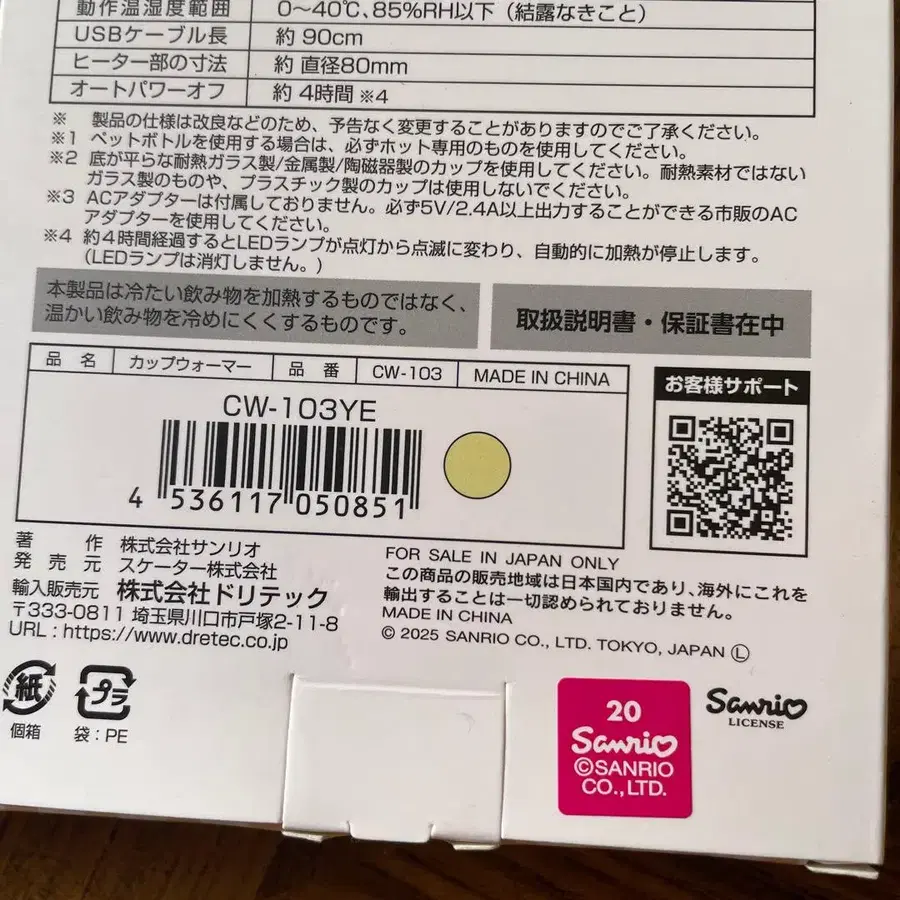 動作温湿度範囲 0～40℃、85%RH以下（結露なきこと）
USBケーブル長 約 90cm
ヒーター部の寸法 約 直径80mm
オートパワーオフ 約 4時間 ※4
※ 製品の仕様は改良などのため、予告なく変更することがありますのでご了承ください。
※1 ペットボトルを使用する場合は、必ずホット専用のものを使用してください。
※2 底が平らな耐熱ガラス製/金属製/陶磁器製のカップを使用してください。耐熱素材ではない
ガラス製のものや、プラスチック製のカップは使用しないでください。
※3 ACアダプターは付属しておりません。必ず5V/2.4A以上出力することができる市販のAC
アダプターを使用してください。
※4 約4時間経過するとLEDランプが点灯から点滅に変わり、自動的に加熱が停止します。
（LEDランプは消灯しません。）
本製品は冷たい飲み物を加熱するものではなく、
温かい飲み物を冷めにくくするものです。
取扱説明書・保証書在中
品 名 カップウォーマー 品 番 CW-103 MADE IN CHINA
お客様サポート
CW-103YE
4 536117 050851
著 作 株式会社サンリオ
発 売 元 スケーター株式会社
輸入販売元 株式会社ドリテック
〒333-0811 埼玉県川口市戸塚2-11-8
URL : https://www.dretec.co.jp
FOR SALE IN JAPAN ONLY
この商品の販売地域は日本国内であり、海外にこれを
輸出することは一切認められておりません。
MADE IN CHINA
© 2025 SANRIO CO., LTD. TOKYO, JAPAN Ⓛ
紙
個箱
プラ
袋：PE
20
Sanrio
©SANRIO
CO.,LTD.
Sanrio
LICENSE